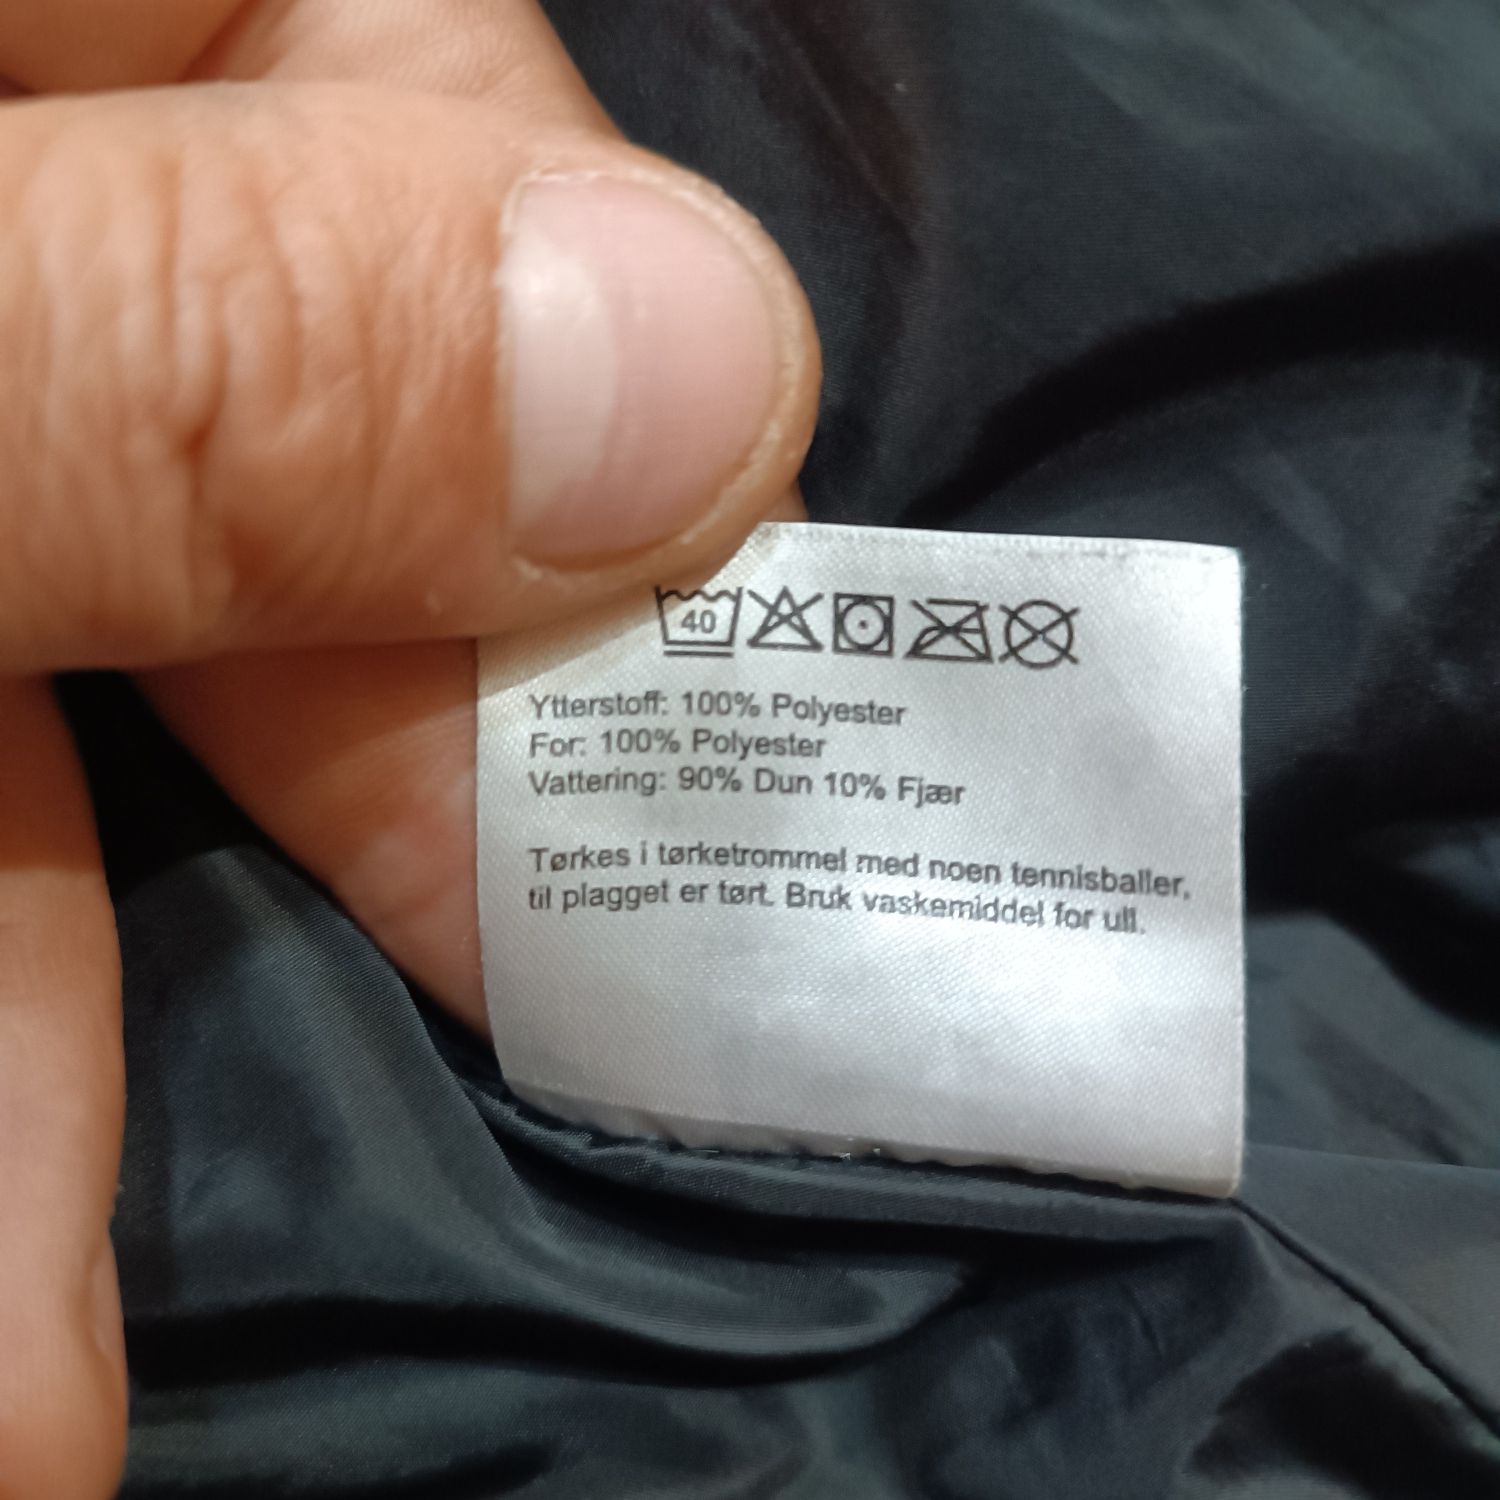 40
Ytterstoff: 100% Polyester
For: 100% Polyester
Vattering: 90% Dun 10% Fjær
Tørkes i tørketrommel med noen tennisballer,
til plagget er tørt. Bruk vaskemiddel for ull.